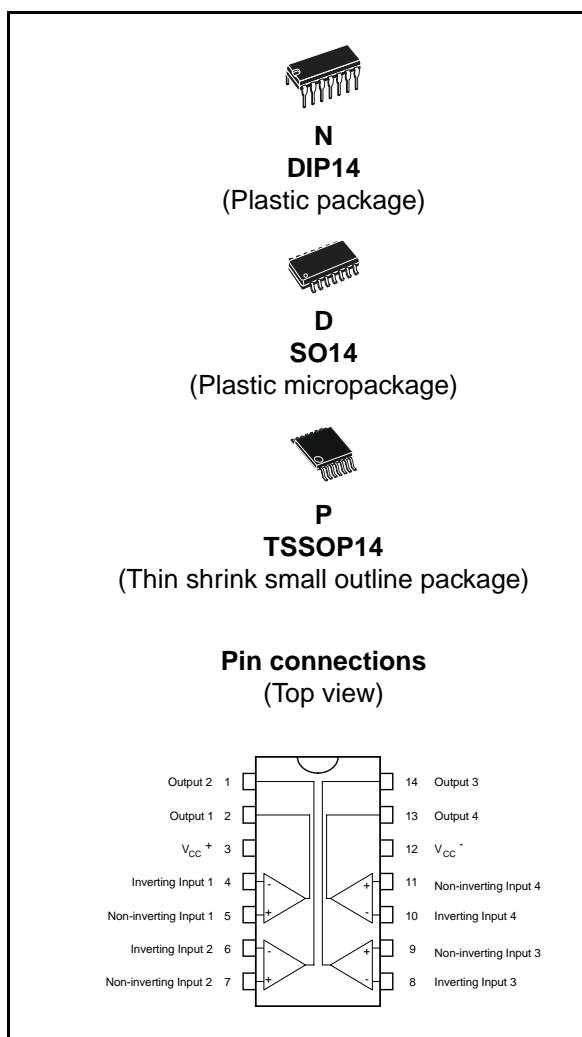 N
DIP14
(Plastic package)
D
SO14
(Plastic micropackage)
P
TSSOP14
(Thin shrink small outline package)
Pin connections
(Top view)
Output 2 1 14 Output 3
Output 1 2 13 Output 4
VCC + 3 12 VCC -
Inverting Input 1 4 - + 11 Non-inverting Input 4
Non-inverting Input 1 5 + - 10 Inverting Input 4
Inverting Input 2 6 - + 9 Non-inverting Input 3
Non-inverting Input 2 7 + - 8 Inverting Input 3